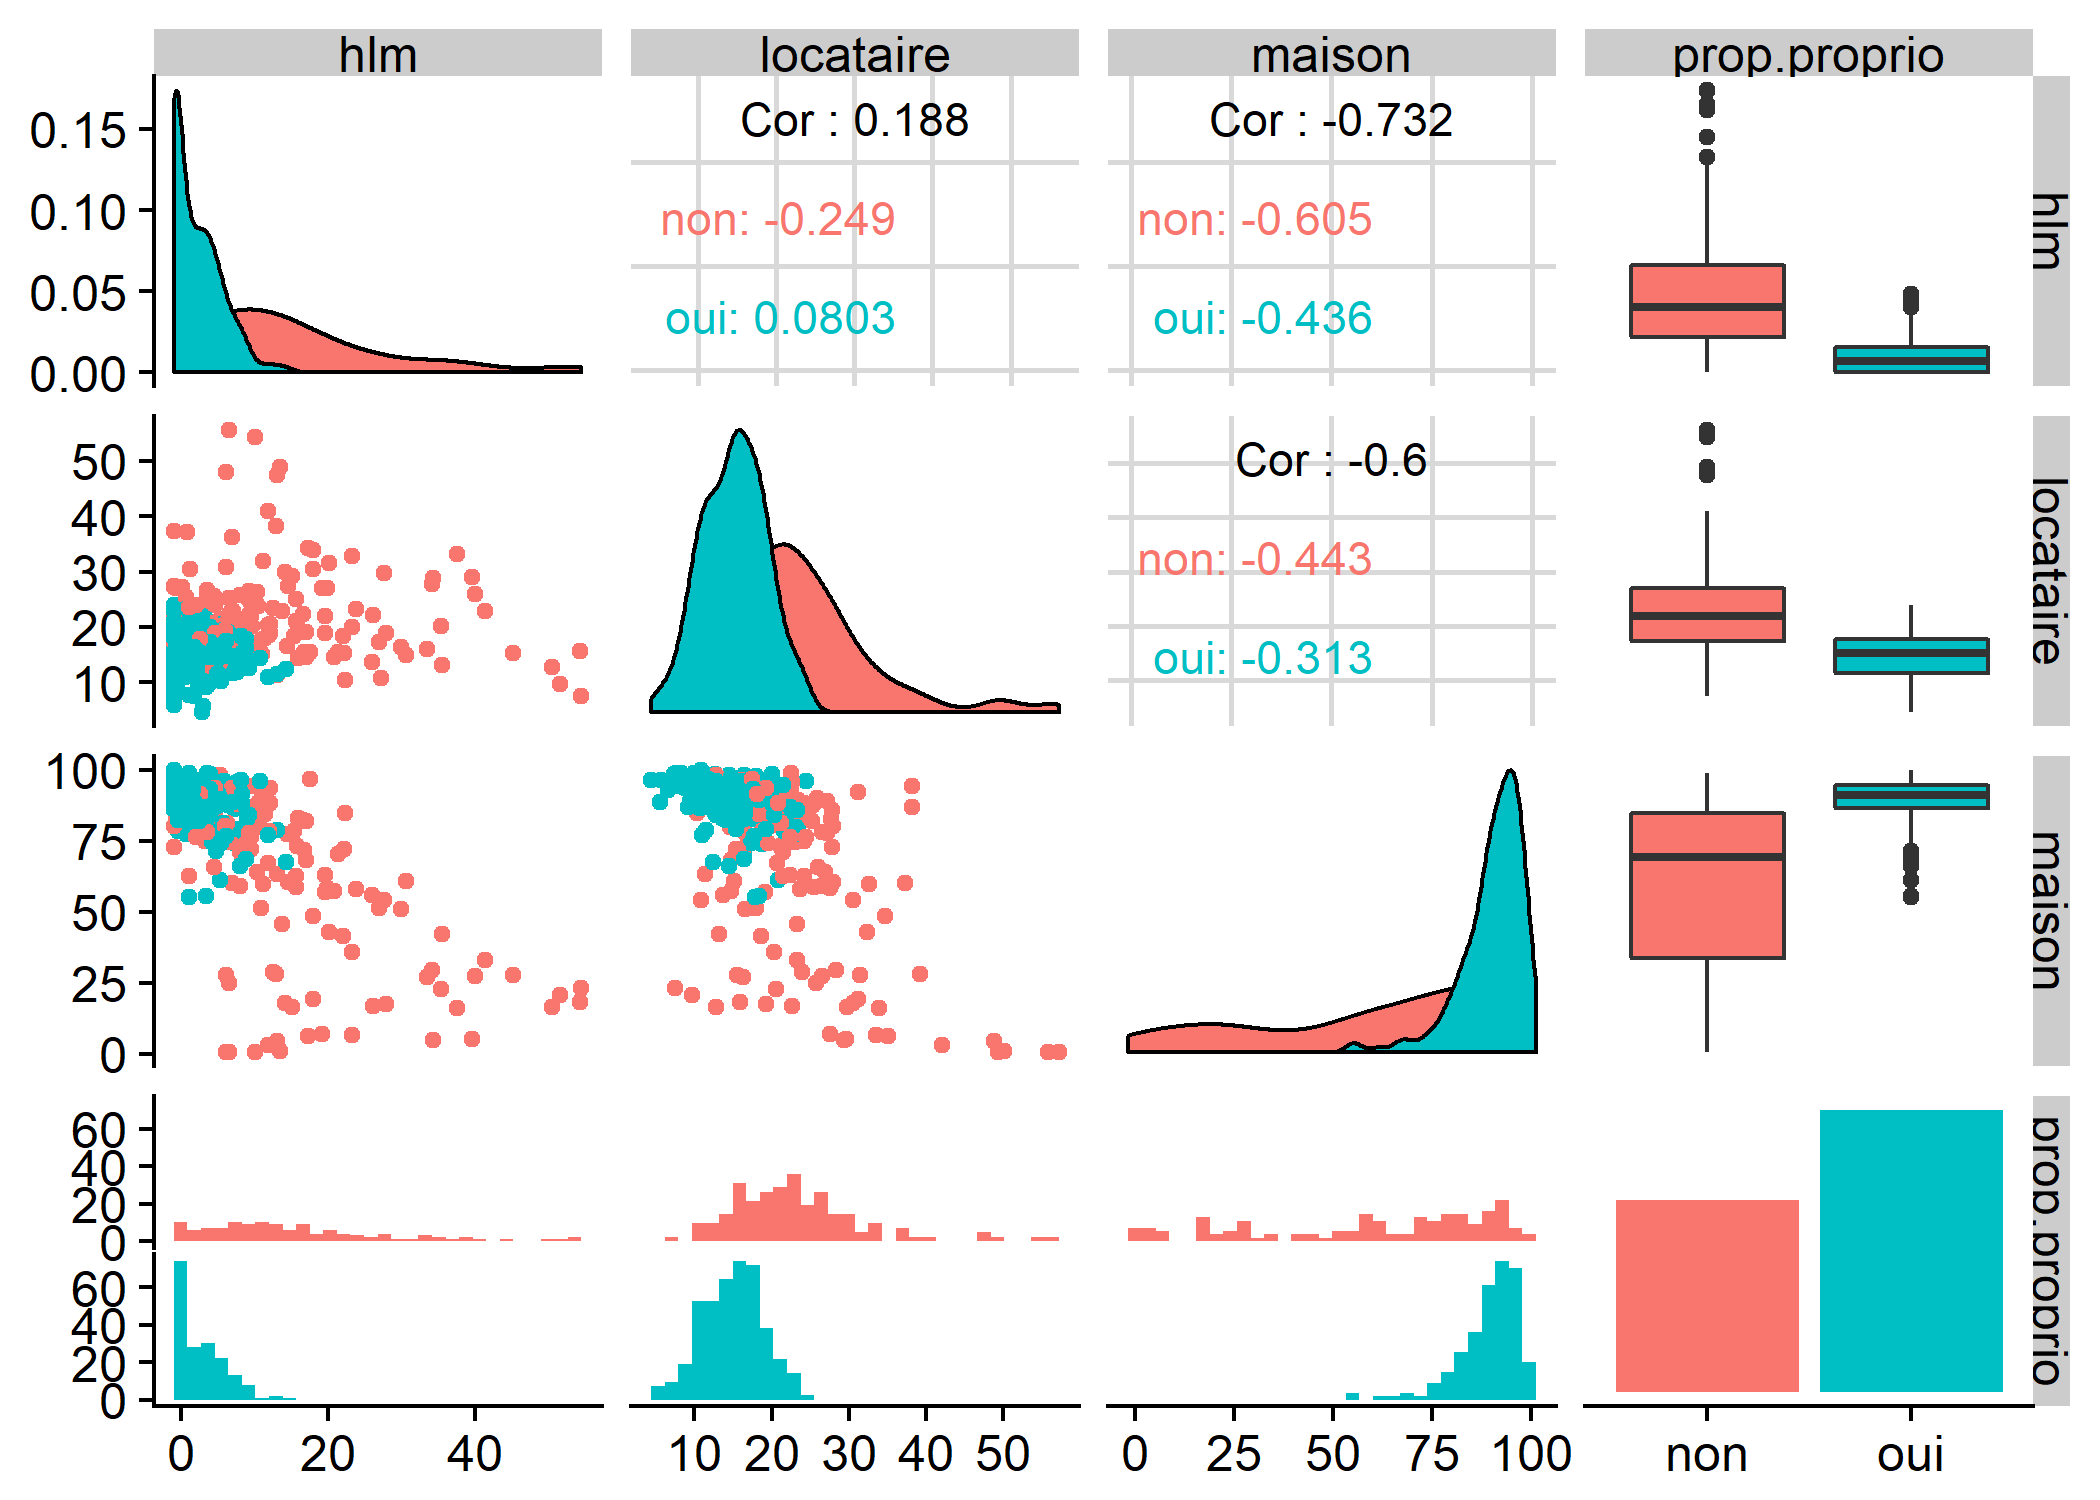 hlm locataire maison prop.proprio
0.15
0.10
0.05
0.00
Cor : 0.188
non: -0.249
oui: 0.0803
Cor : -0.732
non: -0.605
oui: -0.436
hlm
50
40
30
20
10
Cor : -0.6
non: -0.443
oui: -0.313
locataire
100
75
50
25
0
maison
60
40
20
0
60
40
20
0
prop.proprio
0 20 40 10 20 30 40 50 0 25 50 75 100 non oui